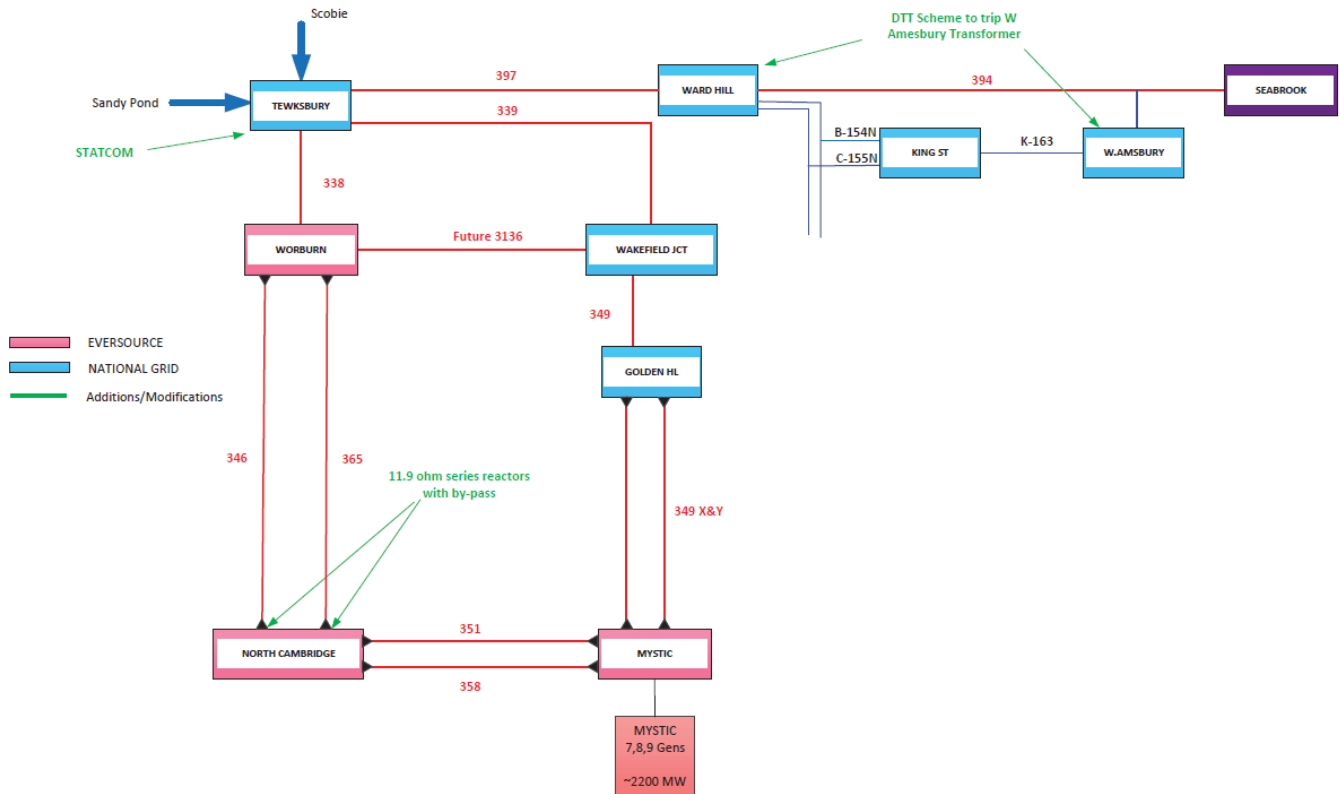 Scobie
DTT Scheme to trip W
Amesbury Transformer
397
394
TEWKSBURY
WARD HILL
SEABROOK
Sandy Pond
339
STATCOM
B-154N
C-155N
KING ST
K-163
W.AMSBURY
338
WORBURN
Future 3136
WAKEFIELD JCT
349
EVERSOURCE
NATIONAL GRID
Additions/Modifications
GOLDEN HL
346
365
11.9 ohm series reactors
with by-pass
349 X&Y
NORTH CAMBRIDGE
351
MYSTIC
358
MYSTIC
7,8,9 Gens
~2200 MW